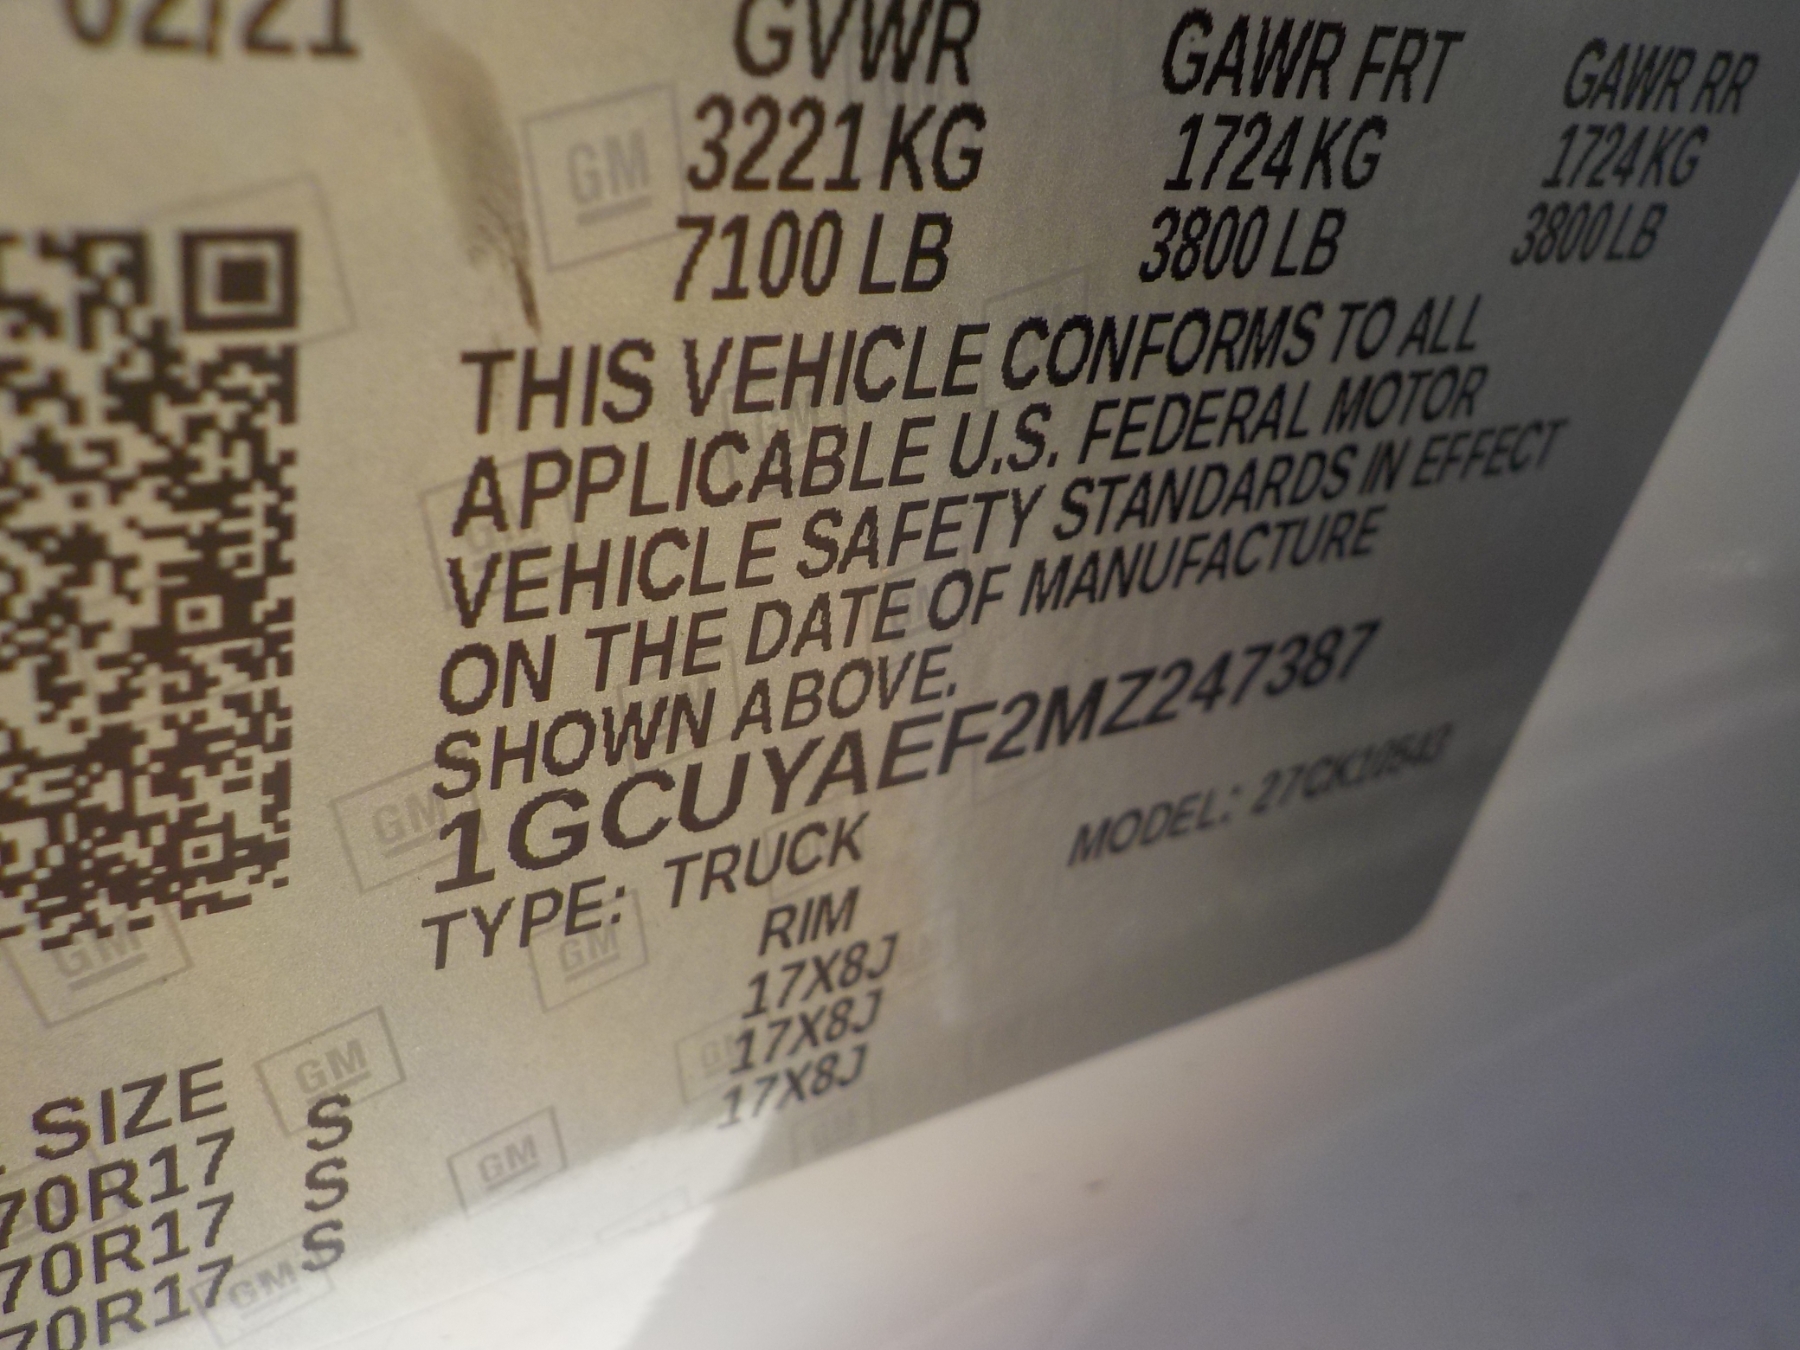 02/21
GVWR GAWR FRT GAWR RR
3221 KG 1724 KG 1724 KG
7100 LB 3800 LB 3800 LB
THIS VEHICLE CONFORMS TO ALL
APPLICABLE U.S. FEDERAL MOTOR
VEHICLE SAFETY STANDARDS IN EFFECT
ON THE DATE OF MANUFACTURE
SHOWN ABOVE.
1GCUYAEF2MZ247387
TYPE: TRUCK MODEL:
SIZE S RIM
70R17 S 17X8J
70R17 S 17X8J
70R17 17X8J
GM